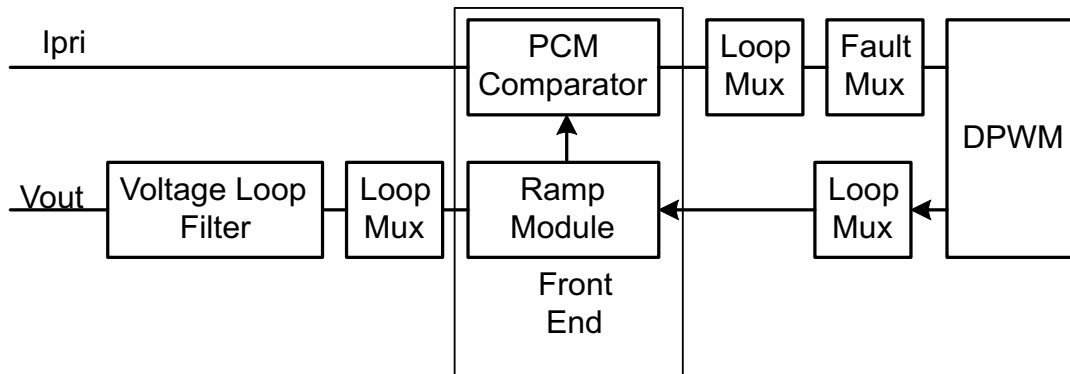 Ipri
PCM
Comparator
Loop
Mux
Fault
Mux
DPWM
Vout
Voltage Loop
Filter
Loop
Mux
Ramp
Module
Loop
Mux
Front
End